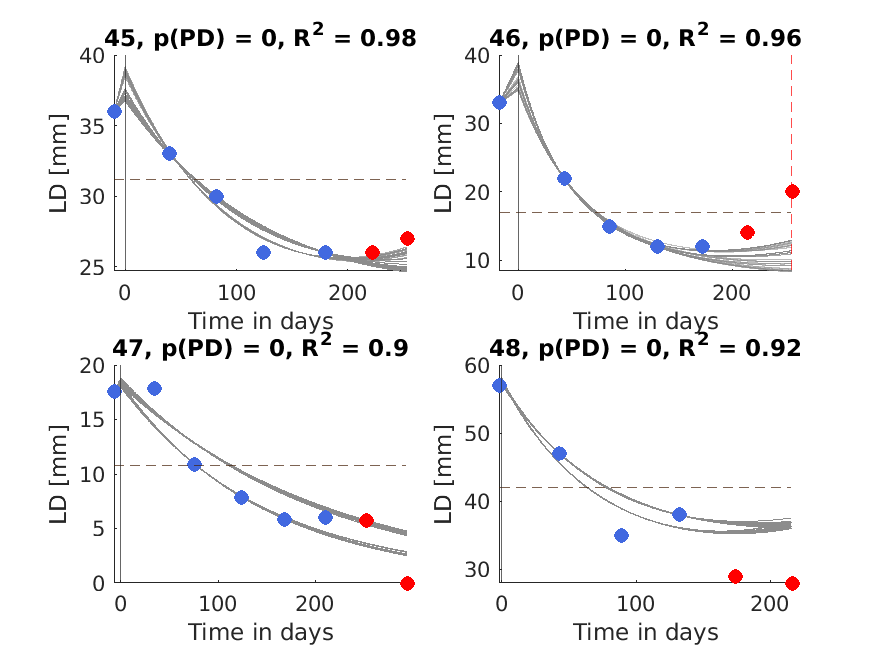 45, p(PD) = 0, R² = 0.98
40
35
30
25
LD [mm]
0
100
200
Time in days
46, p(PD) = 0, R² = 0.96
40
30
20
10
LD [mm]
0
100
200
Time in days
47, p(PD) = 0, R² = 0.9
20
15
10
5
0
LD [mm]
0
100
200
Time in days
48, p(PD) = 0, R² = 0.92
60
50
40
30
LD [mm]
0
100
200
Time in days